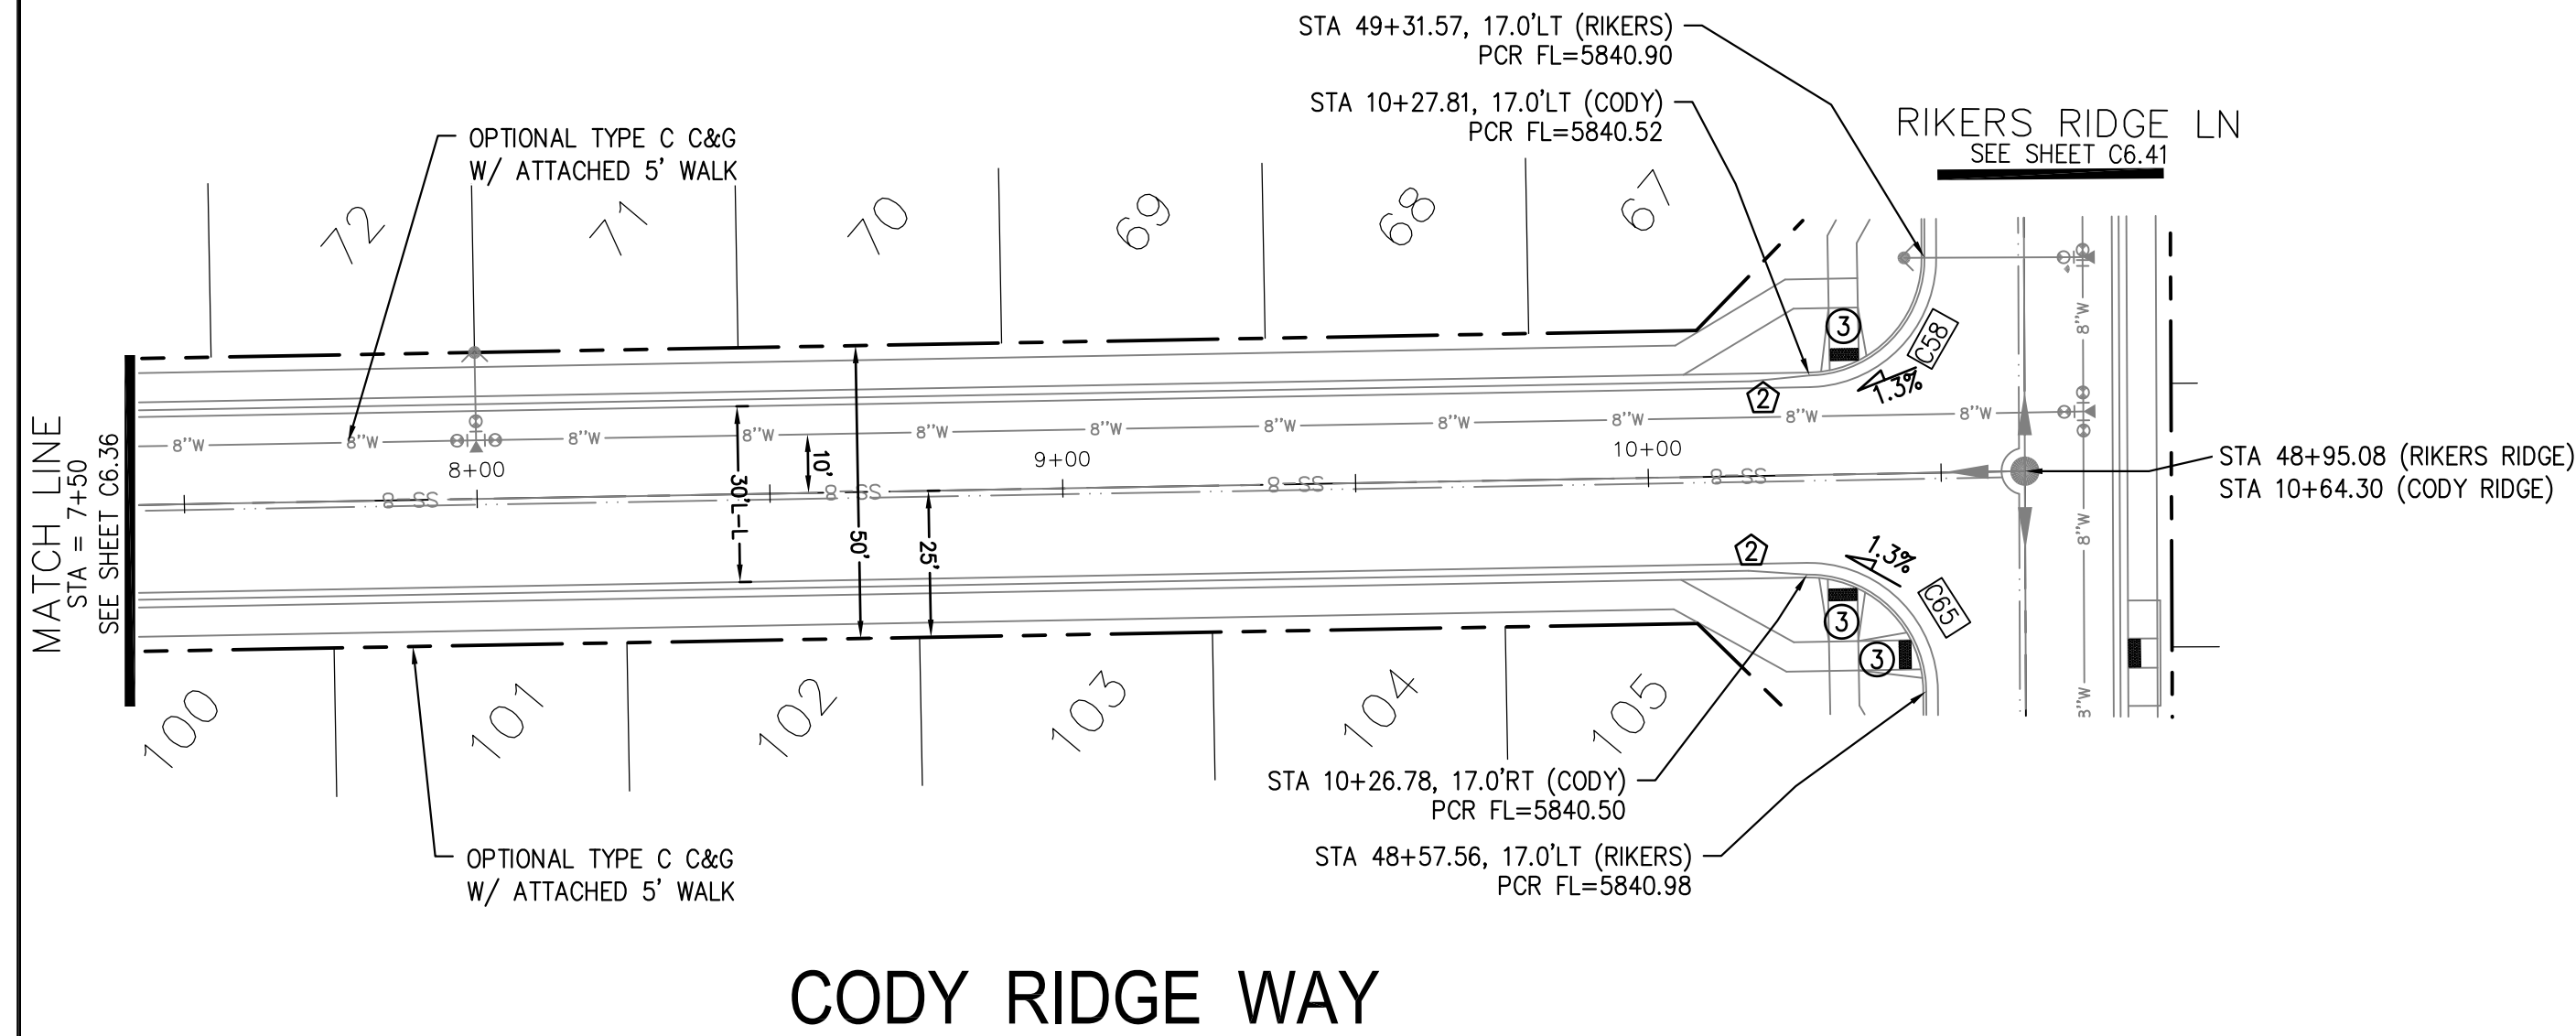 STA 49+31.57, 17.0'LT (RIKERS)
PCR FL=5840.90
STA 10+27.81, 17.0'LT (CODY)
PCR FL=5840.52
RIKERS RIDGE LN
SEE SHEET C6.41
OPTIONAL TYPE C C&G
W/ ATTACHED 5' WALK
72
71
70
69
68
67
3
C58
1.3%
2
8"W
8"W
8"W
8"W
8"W
8"W
8"W
8"W
8"W
8"W
8"W
8"W
8"W
8+00
9+00
10+00
10'
30'L-L
50'
25'
8-SS
8-SS
8-SS
8-SS
MATCH LINE
STA = 7+50
SEE SHEET C6.36
STA 48+95.08 (RIKERS RIDGE)
STA 10+64.30 (CODY RIDGE)
2
1.3%
C65
3
3
100
101
102
103
104
105
STA 10+26.78, 17.0'RT (CODY)
PCR FL=5840.50
STA 48+57.56, 17.0'LT (RIKERS)
PCR FL=5840.98
OPTIONAL TYPE C C&G
W/ ATTACHED 5' WALK
CODY RIDGE WAY